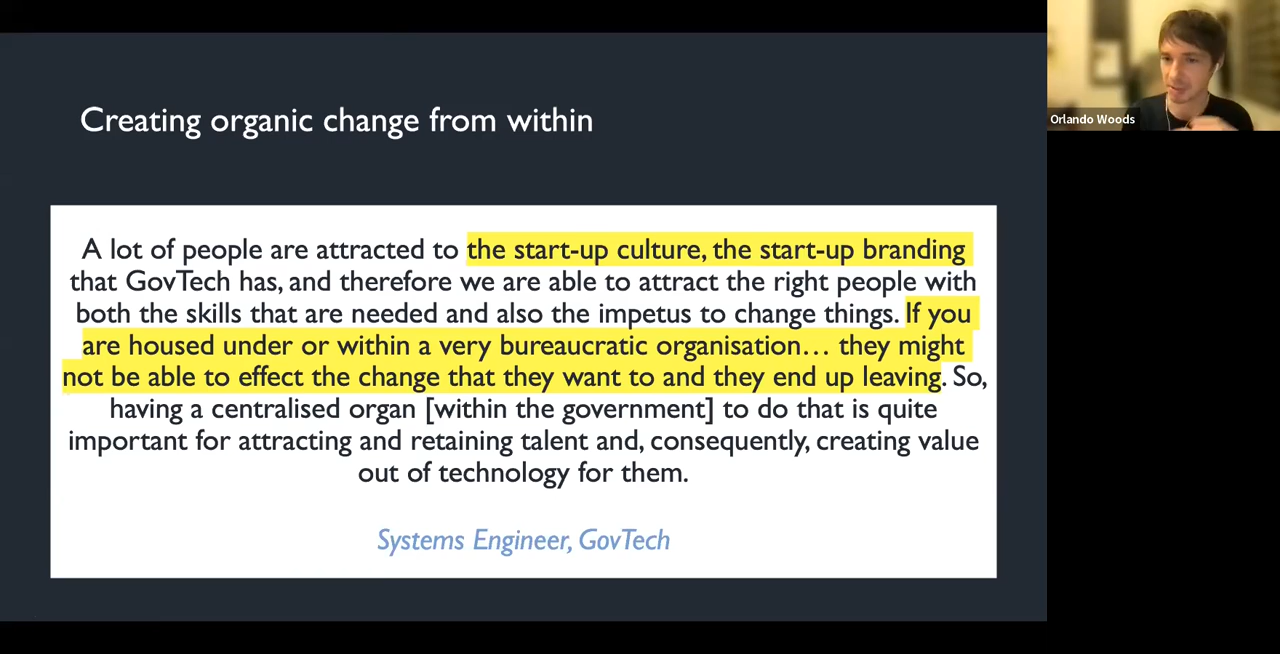 Creating organic change from within
Orlando Woods
A lot of people are attracted to the start-up culture, the start-up branding
that GovTech has, and therefore we are able to attract the right people with
both the skills that are needed and also the impetus to change things. If you
are housed under or within a very bureaucratic organisation… they might
not be able to effect the change that they want to and they end up leaving. So,
having a centralised organ [within the government] to do that is quite
important for attracting and retaining talent and, consequently, creating value
out of technology for them.
Systems Engineer, GovTech